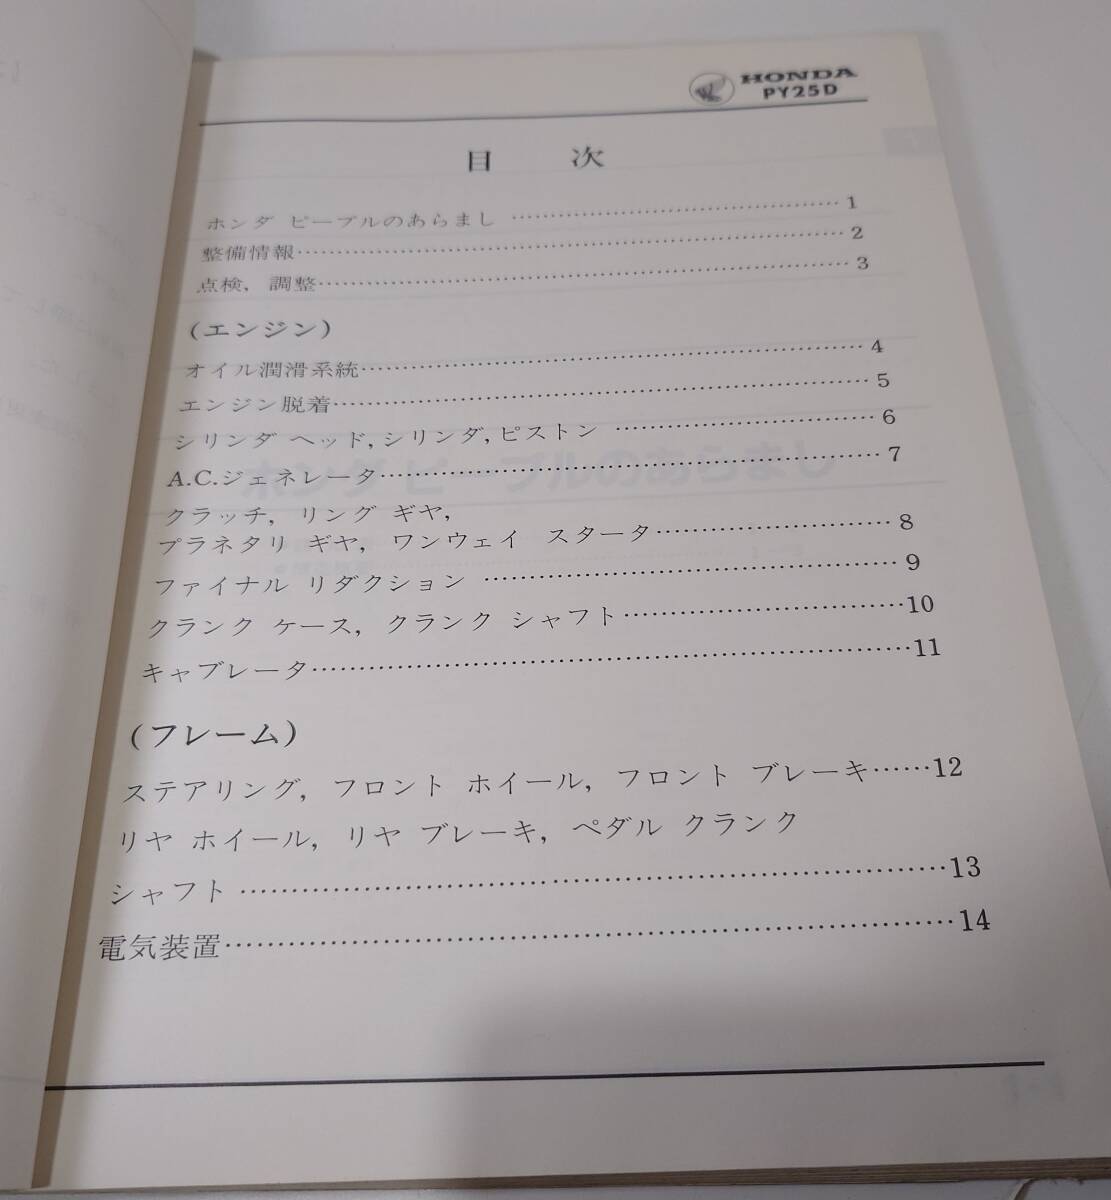 HONDA
PY25D
目 次
ホンダ ピープルのあらまし ……………………………………… 1
整備情報……………………………………………………………… 2
点検, 調整…………………………………………………………… 3
(エンジン)
オイル潤滑系統……………………………………………………… 4
エンジン脱着………………………………………………………… 5
シリンダ ヘッド, シリンダ, ピストン ………………………… 6
A.C.ジェネレータ…………………………………………………… 7
クラッチ, リング ギヤ,
プラネタリ ギヤ, ワンウェイ スタータ………………………… 8
ファイナル リダクション ………………………………………… 9
クランク ケース, クランク シャフト……………………………10
キャブレータ…………………………………………………………11
(フレーム)
ステアリング, フロント ホイール, フロント ブレーキ……12
リヤ ホイール, リヤ ブレーキ, ペダル クランク
シャフト ………………………………………………………………13
電気装置…………………………………………………………………14